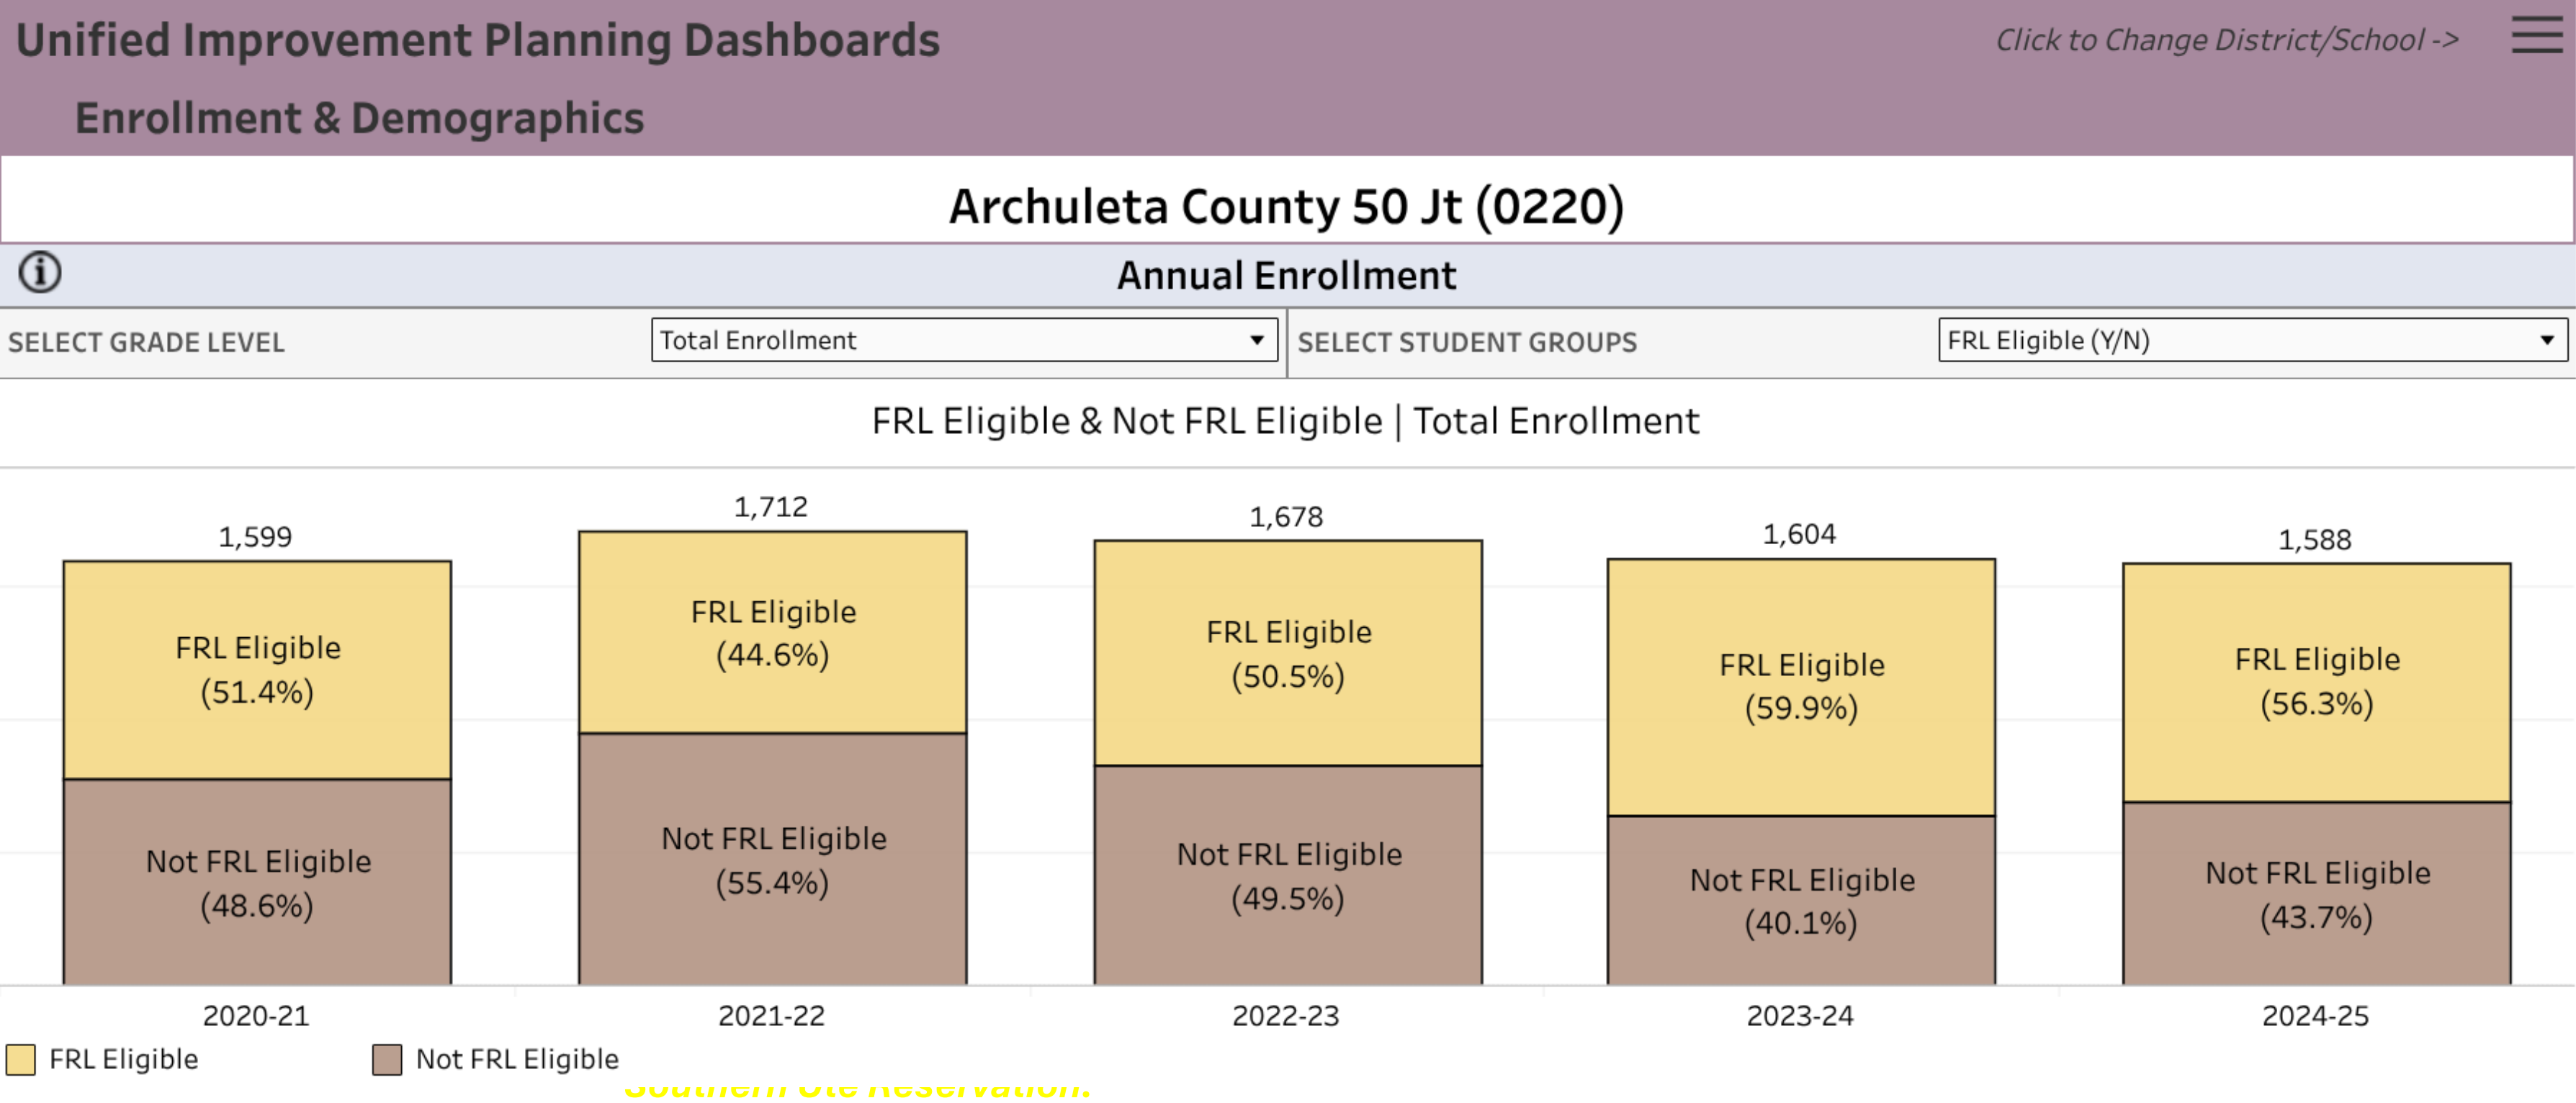 Unified Improvement Planning Dashboards
Click to Change District/School ->
Enrollment & Demographics
Archuleta County 50 Jt (0220)
Annual Enrollment
SELECT GRADE LEVEL
Total Enrollment
SELECT STUDENT GROUPS
FRL Eligible (Y/N)
FRL Eligible & Not FRL Eligible | Total Enrollment
1,599
1,712
1,678
1,604
1,588
FRL Eligible
(51.4%)
FRL Eligible
(44.6%)
FRL Eligible
(50.5%)
FRL Eligible
(59.9%)
FRL Eligible
(56.3%)
Not FRL Eligible
(48.6%)
Not FRL Eligible
(55.4%)
Not FRL Eligible
(49.5%)
Not FRL Eligible
(40.1%)
Not FRL Eligible
(43.7%)
2020-21
2021-22
2022-23
2023-24
2024-25
FRL Eligible
Not FRL Eligible
Southern Ute Reservation.